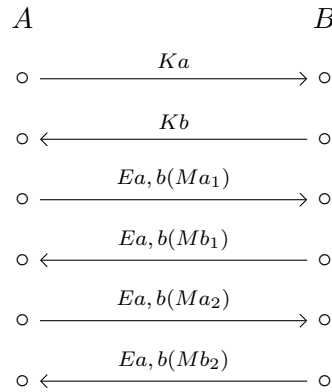 A B
Ka
Kb
Ea, b(Ma₁)
Ea, b(Mb₁)
Ea, b(Ma₂)
Ea, b(Mb₂)